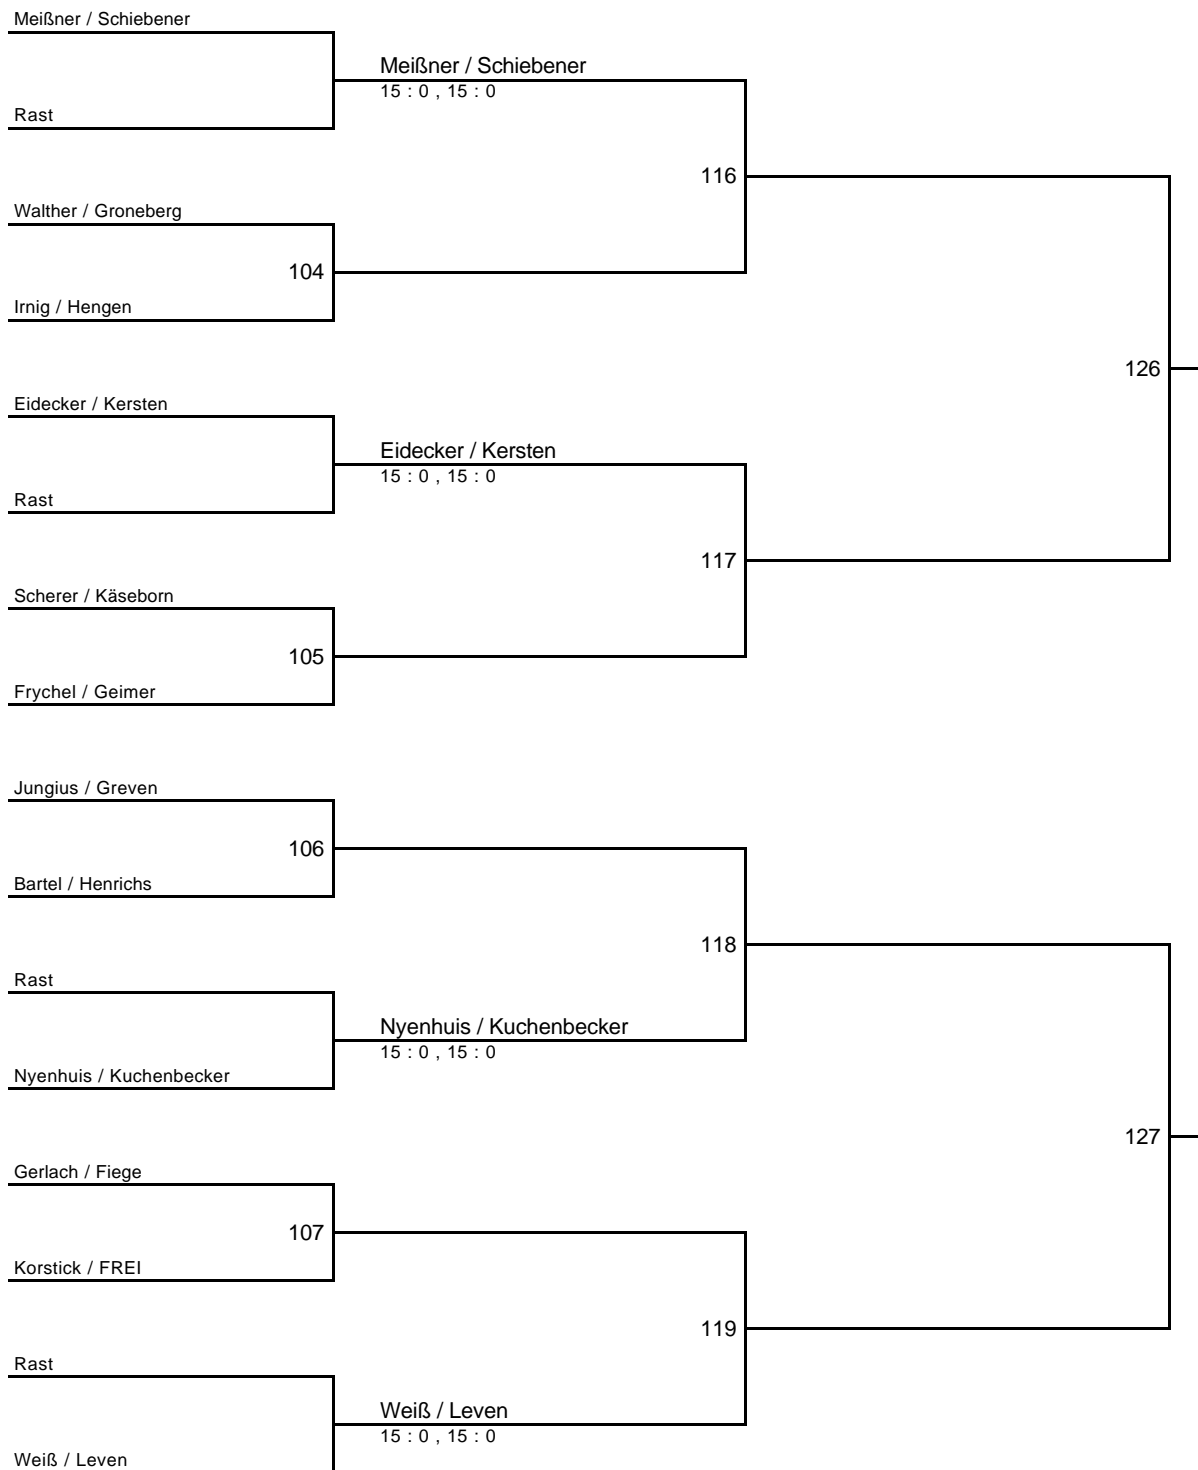 Meißner / Schiebener
Meißner / Schiebener
15 : 0 , 15 : 0
Rast
116
Walther / Groneberg
104
Irnig / Hengen
126
Eidecker / Kersten
Eidecker / Kersten
15 : 0 , 15 : 0
Rast
117
Scherer / Käseborn
105
Frychel / Geimer
Jungius / Greven
106
Bartel / Henrichs
118
Rast
Nyenhuis / Kuchenbecker
15 : 0 , 15 : 0
Nyenhuis / Kuchenbecker
127
Gerlach / Fiege
107
Korstick / FREI
119
Rast
Weiß / Leven
15 : 0 , 15 : 0
Weiß / Leven